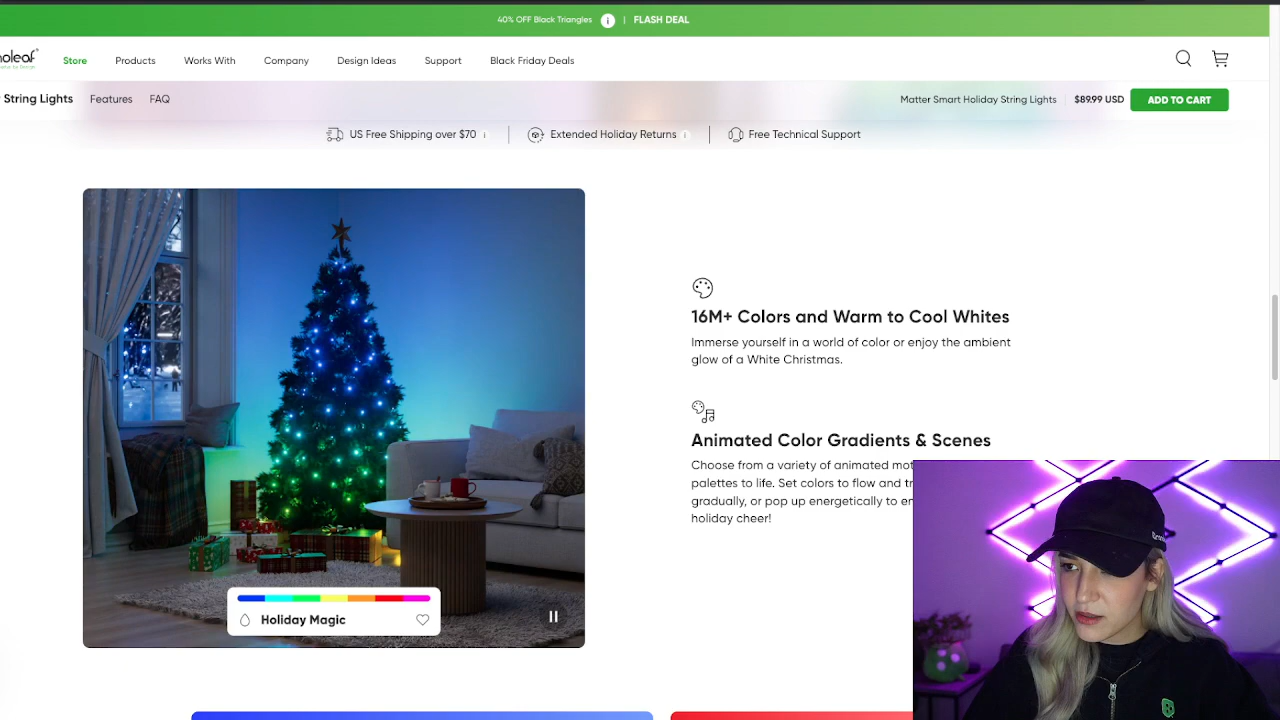 40% OFF Black Triangles i | FLASH DEAL
noleaf
Store Products Works With Company Design Ideas Support Black Friday Deals
String Lights Features FAQ Matter Smart Holiday String Lights $89.99 USD ADD TO CART
US Free Shipping over $70 i Extended Holiday Returns i Free Technical Support
16M+ Colors and Warm to Cool Whites
Immerse yourself in a world of color or enjoy the ambient
glow of a White Christmas.
Animated Color Gradients & Scenes
Choose from a variety of animated mot
palettes to life. Set colors to flow and tr
gradually, or pop up energetically to en
holiday cheer!
Holiday Magic